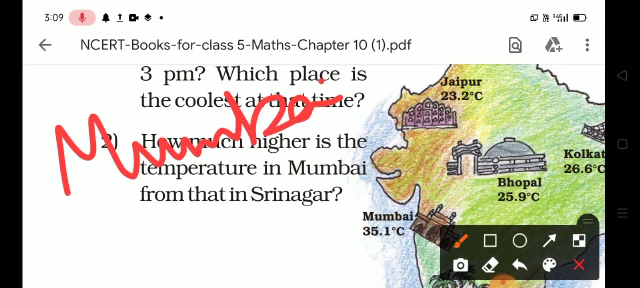 3:09
NCERT-Books-for-class 5-Maths-Chapter 10 (1).pdf
3 pm? Which place is
the coolest at that time?
Mumbai
2) How much higher is the
temperature in Mumbai
from that in Srinagar?
Jaipur
23.2°C
Kolkat
26.6°C
Bhopal
25.9°C
Mumbai
35.1°C